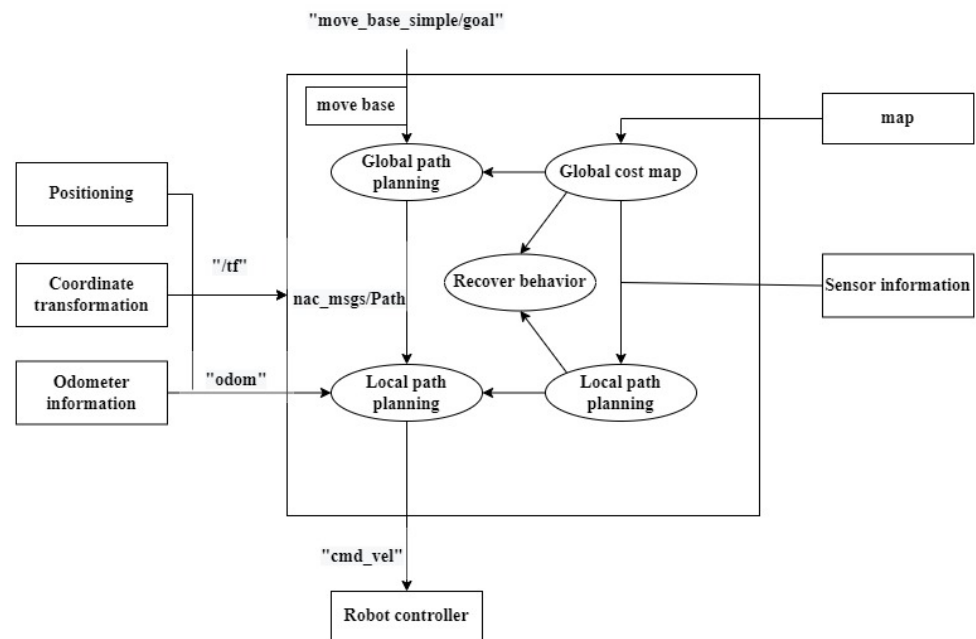 "move_base_simple/goal"
move base
map
Global path
planning
Global cost map
Positioning
"/tf"
Coordinate
transformation
nac_msgs/Path
Recover behavior
Sensor information
Odometer
information
"odom"
Local path
planning
Local path
planning
"cmd_vel"
Robot controller